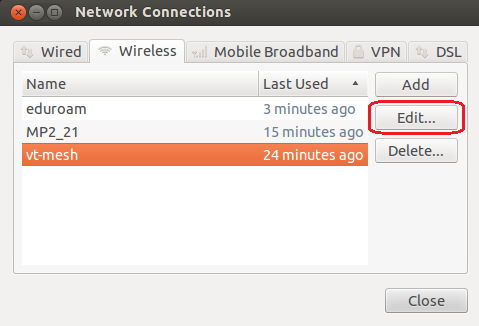 Network Connections
Wired Wireless Mobile Broadband VPN DSL
Name Last Used Add
eduroam 3 minutes ago
MP2_21 15 minutes ago Edit...
vt-mesh 24 minutes ago Delete...
Close